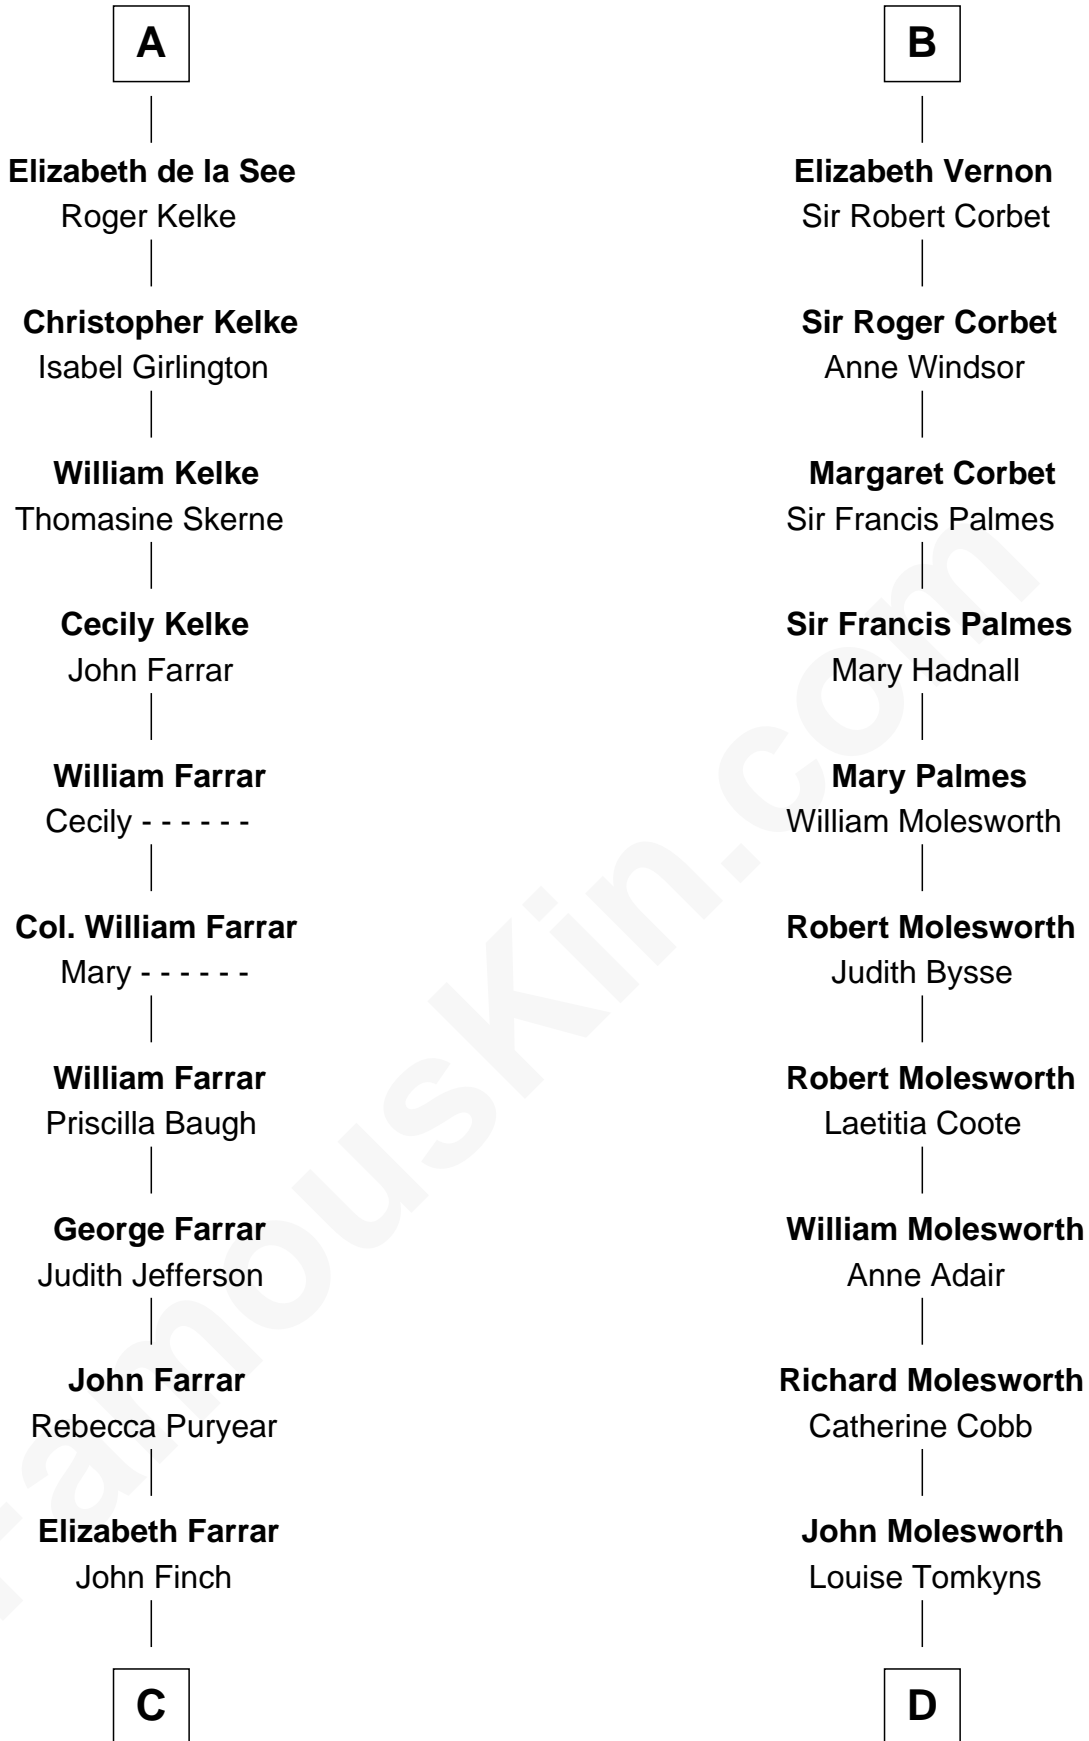 A
Elizabeth de la See
Roger Kelke
Christopher Kelke
Isabel Girlington
William Kelke
Thomasine Skerne
Cecily Kelke
John Farrar
William Farrar
Cecily - - - - - -
Col. William Farrar
Mary - - - - - -
William Farrar
Priscilla Baugh
George Farrar
Judith Jefferson
John Farrar
Rebecca Puryear
Elizabeth Farrar
John Finch
C
B
Elizabeth Vernon
Sir Robert Corbet
Sir Roger Corbet
Anne Windsor
Margaret Corbet
Sir Francis Palmes
Sir Francis Palmes
Mary Hadnall
Mary Palmes
William Molesworth
Robert Molesworth
Judith Bysse
Robert Molesworth
Laetitia Coote
William Molesworth
Anne Adair
Richard Molesworth
Catherine Cobb
John Molesworth
Louise Tomkyns
D
FamousKin.com